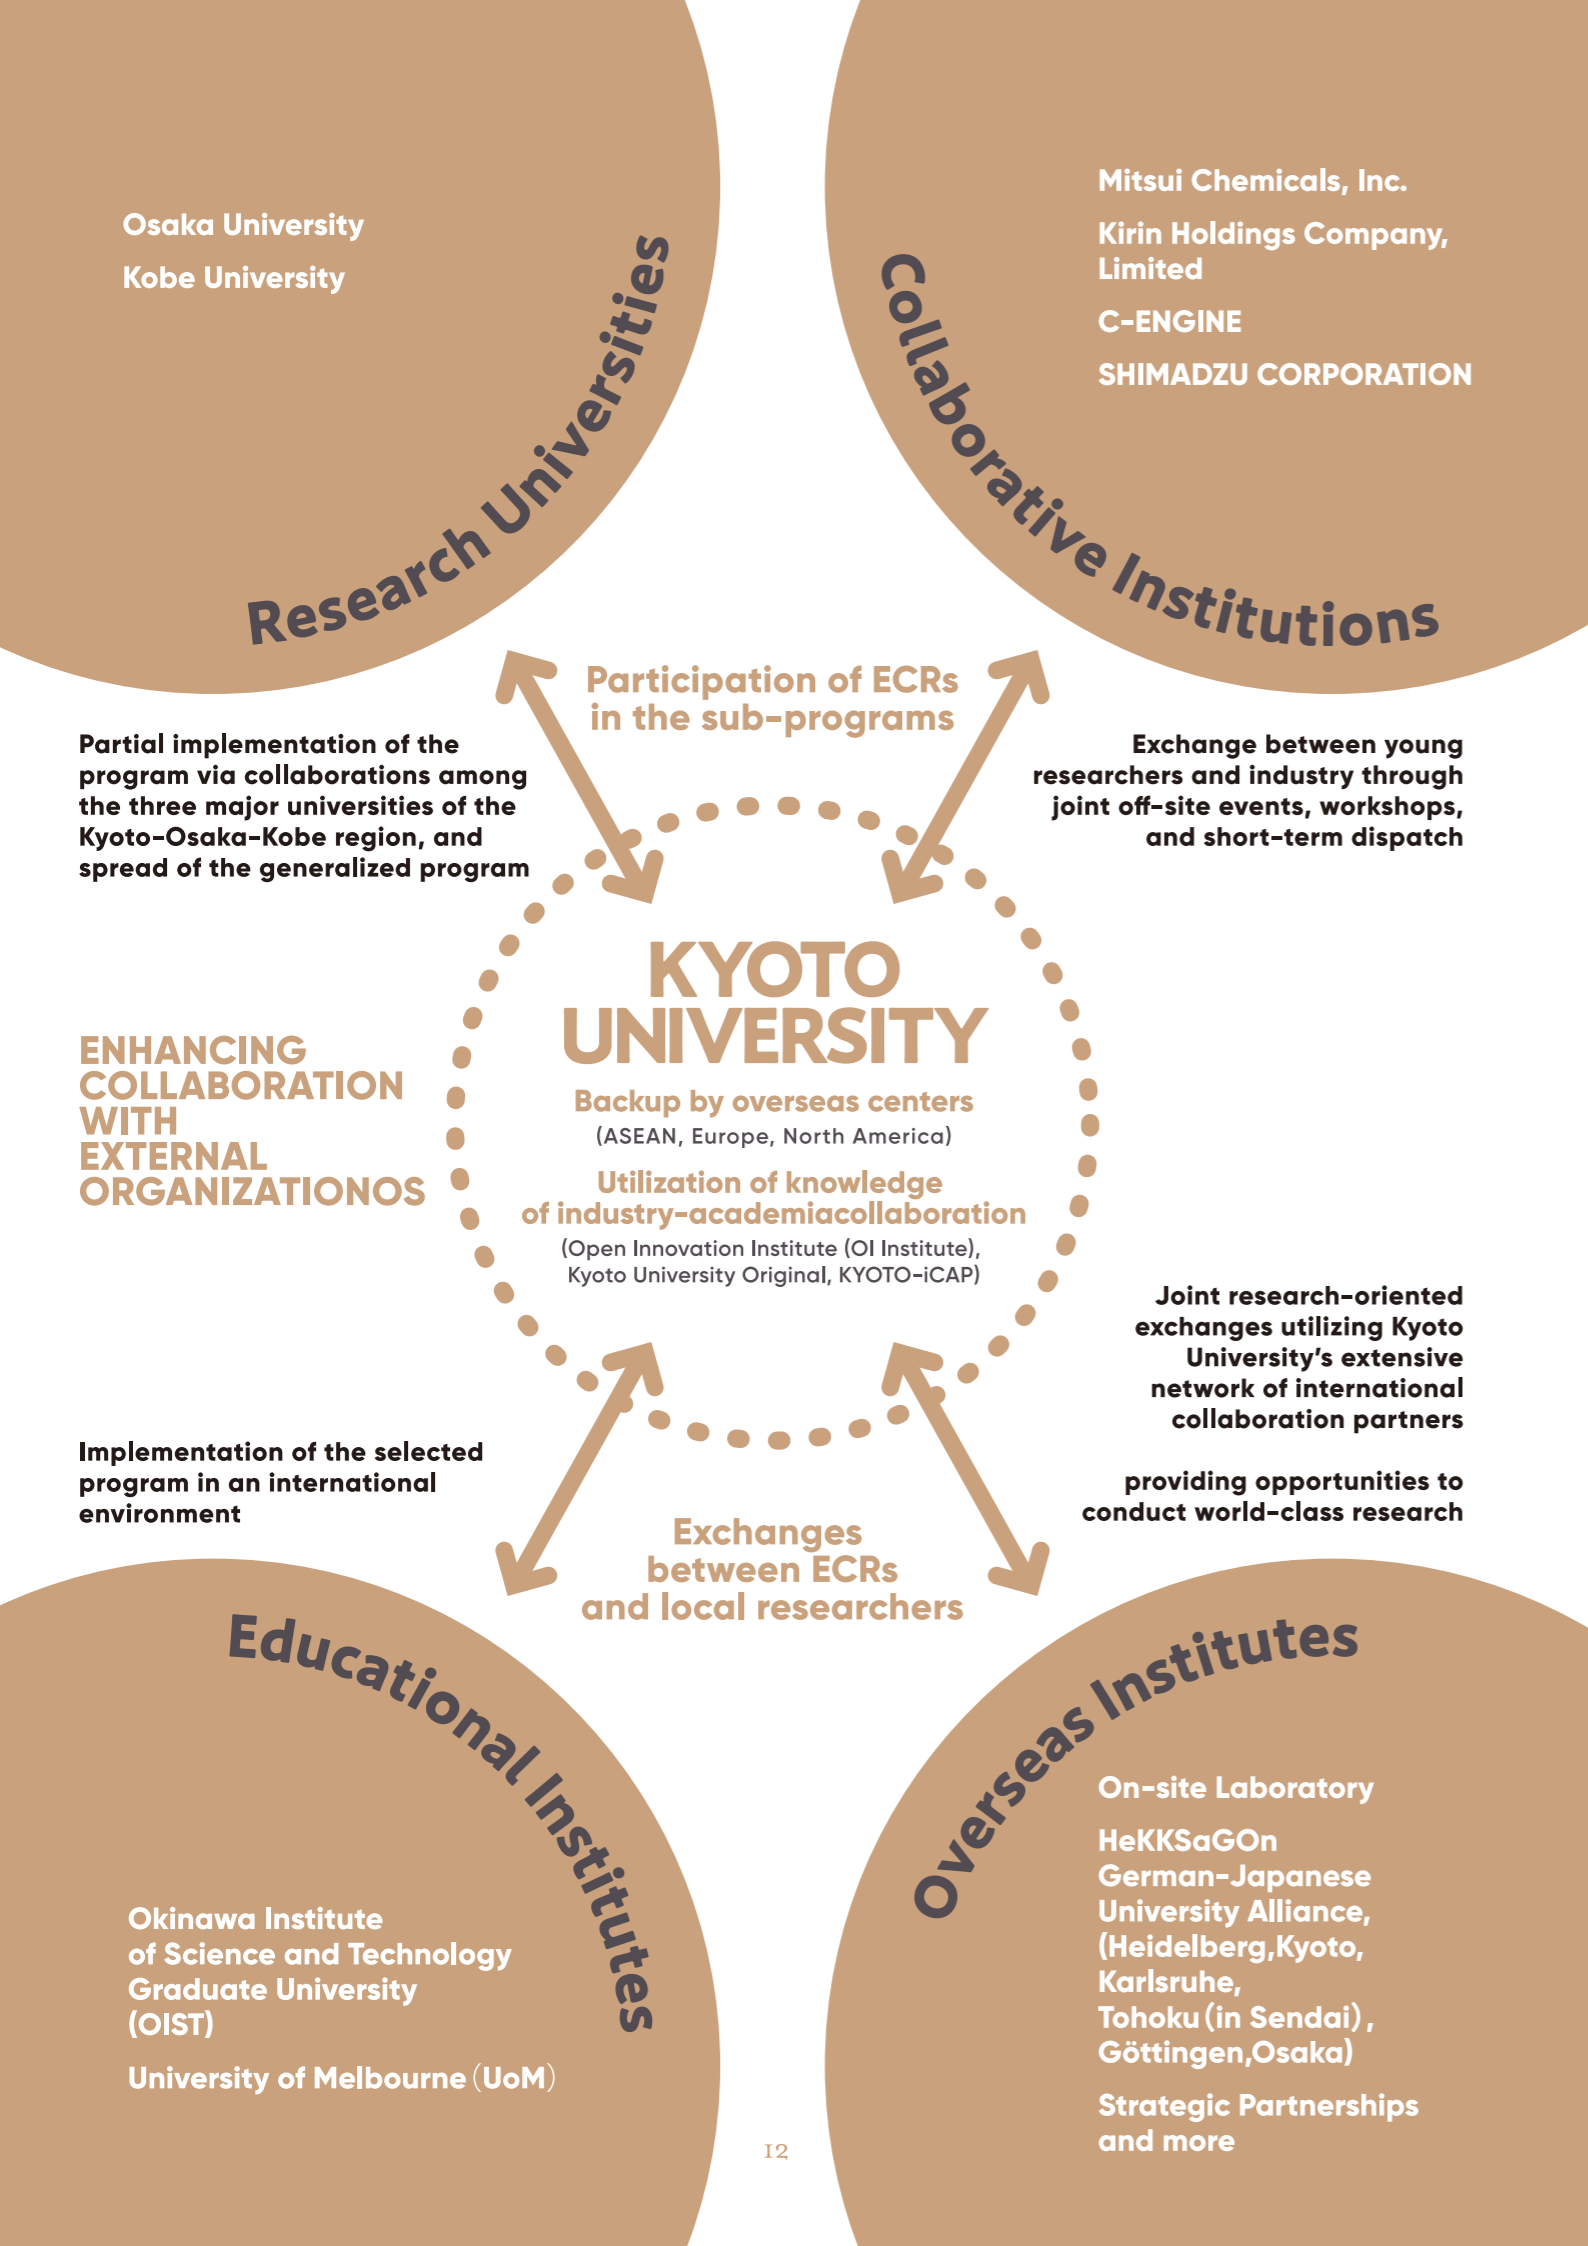 Osaka University
Kobe University
Research Universities
Mitsui Chemicals, Inc.
Kirin Holdings Company,
Limited
C-ENGINE
SHIMADZU CORPORATION
Collaborative Institutions
Participation of ECRs
in the sub-programs
Partial implementation of the
program via collaborations among
the three major universities of the
Kyoto-Osaka-Kobe region, and
spread of the generalized program
Exchange between young
researchers and industry through
joint off-site events, workshops,
and short-term dispatch
ENHANCING
COLLABORATION
WITH
EXTERNAL
ORGANIZATIONOS
KYOTO
UNIVERSITY
Backup by overseas centers
(ASEAN, Europe, North America)
Utilization of knowledge
of industry-academiacollaboration
(Open Innovation Institute (OI Institute),
Kyoto University Original, KYOTO-iCAP)
Joint research-oriented
exchanges utilizing Kyoto
University's extensive
network of international
collaboration partners
providing opportunities to
conduct world-class research
Implementation of the selected
program in an international
environment
Exchanges
between ECRs
and local researchers
Educational Institutes
Okinawa Institute
of Science and Technology
Graduate University
(OIST)
University of Melbourne (UoM)
Overseas Institutes
On-site Laboratory
HeKKSaGOn
German-Japanese
University Alliance,
(Heidelberg,Kyoto,
Karlsruhe,
Tohoku (in Sendai) ,
Göttingen,Osaka)
Strategic Partnerships
and more
12